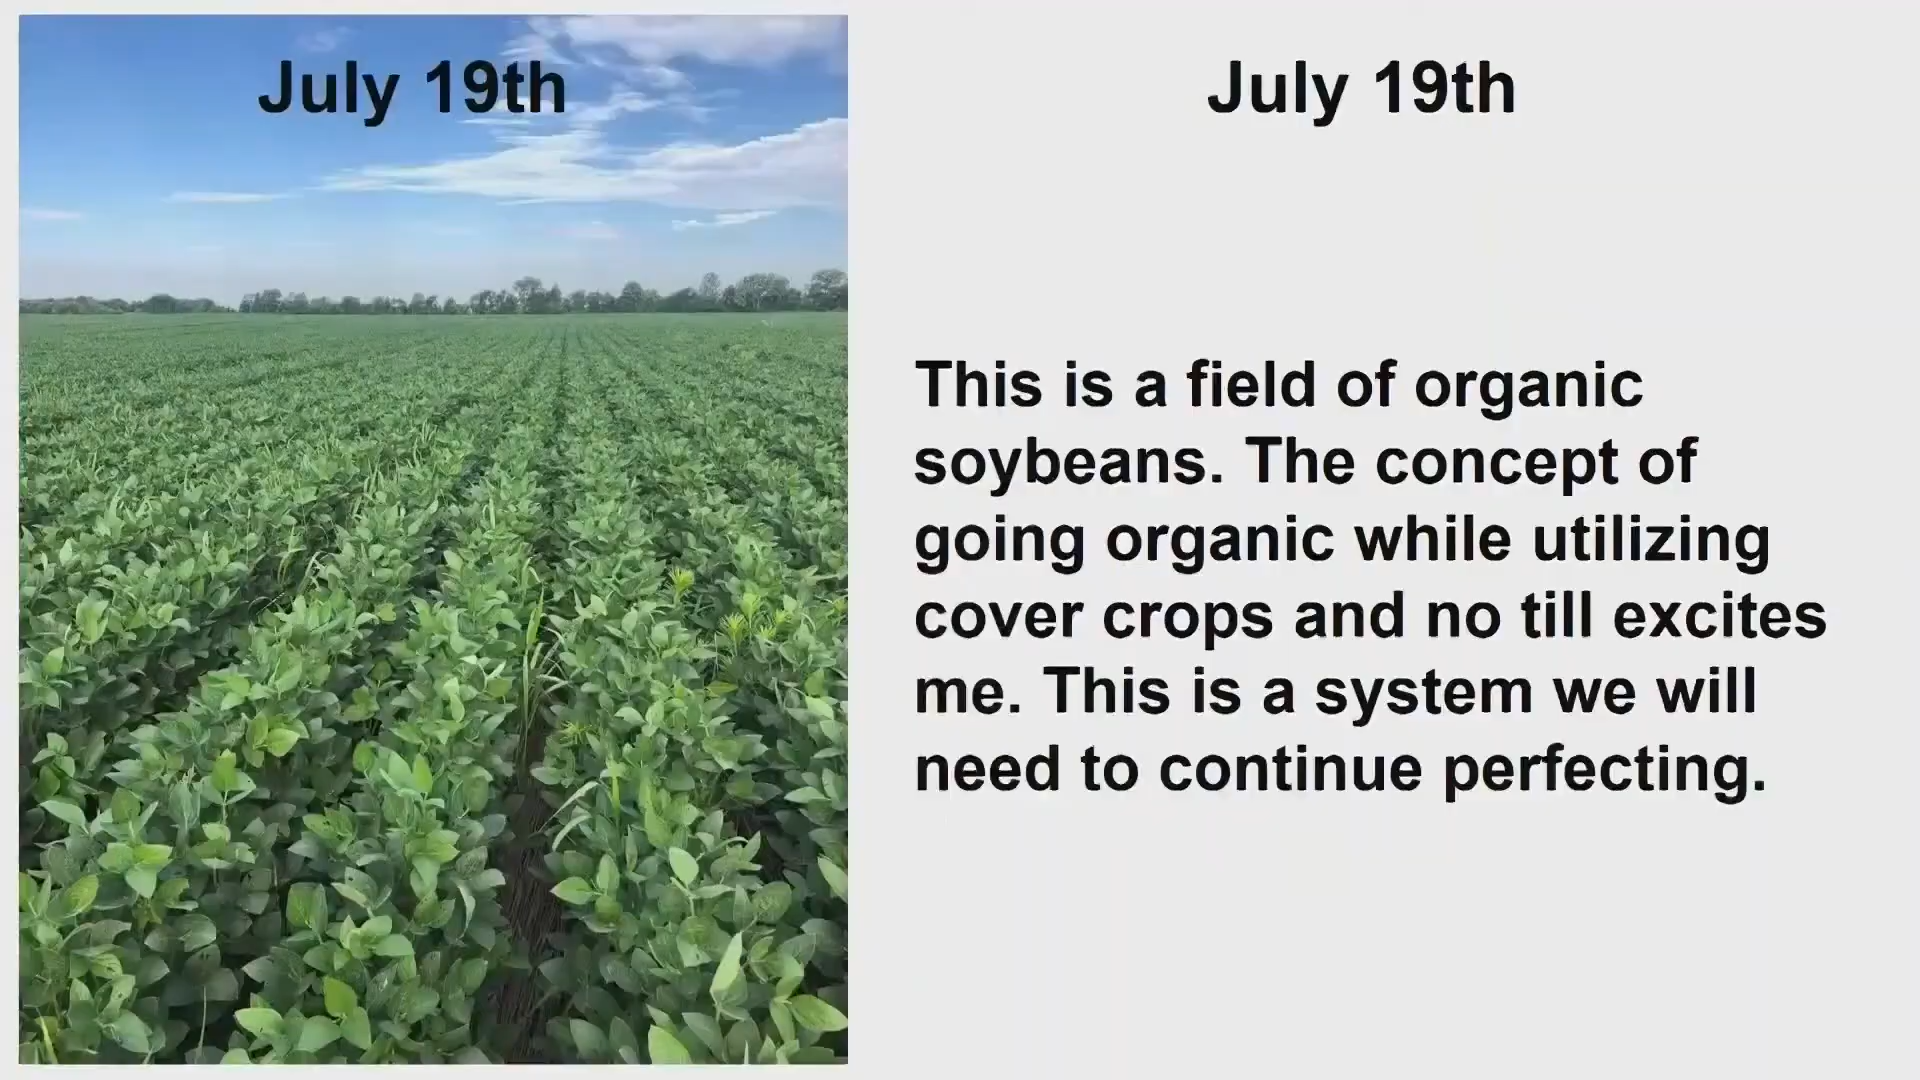 July 19th
July 19th
This is a field of organic
soybeans. The concept of
going organic while utilizing
cover crops and no till excites
me. This is a system we will
need to continue perfecting.